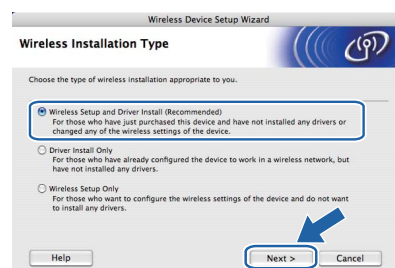 Wireless Device Setup Wizard
Wireless Installation Type
Choose the type of wireless installation appropriate to you.
Wireless Setup and Driver Install (Recommended)
For those who have just purchased this device and have not installed any drivers or
changed any of the wireless settings of the device.
Driver Install Only
For those who have already configured the device to work in a wireless network, but
have not installed any drivers.
Wireless Setup Only
For those who want to configure the wireless settings of the device and do not want
to install any drivers.
Help
Next >
Cancel